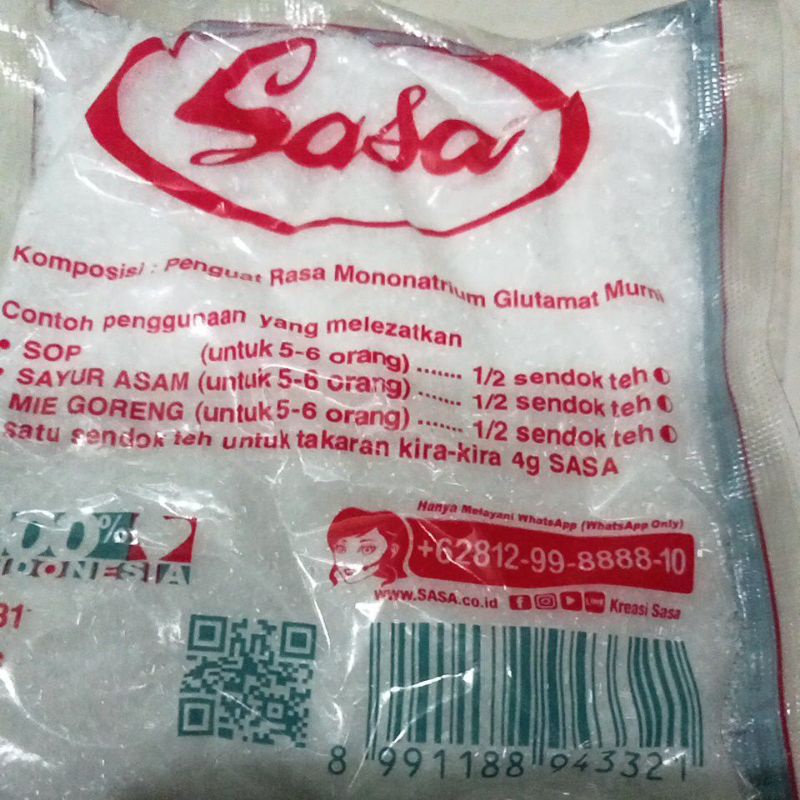 Sasa
Komposisi : Penguat Rasa Mononatrium Glutamat Murni
Contoh penggunaan yang melezatkan
• SOP (untuk 5-6 orang) ....... 1/2 sendok teh
• SAYUR ASAM (untuk 5-6 orang) ....... 1/2 sendok teh
MIE GORENG (untuk 5-6 orang) ....... 1/2 sendok teh
satu sendok teh untuk takaran kira-kira 4g SASA
Hanya Melayani WhatsApp (WhatsApp Only)
+62812-99-8888-10
00%
INDONESIA
www.SASA.co.id Kreasi Sasa
31
8 991188 943321